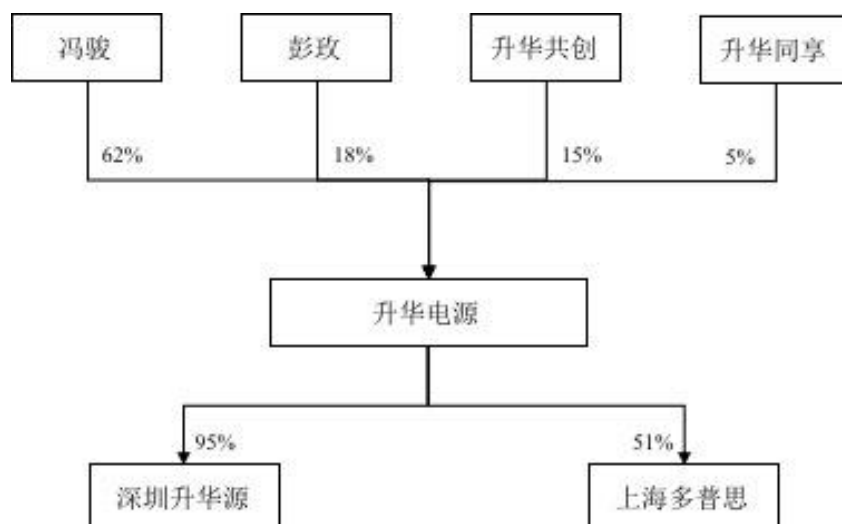 冯骏
彭玫
升华共创
升华同享
62%
18%
15%
5%
升华电源
95%
51%
深圳升华源
上海多普思